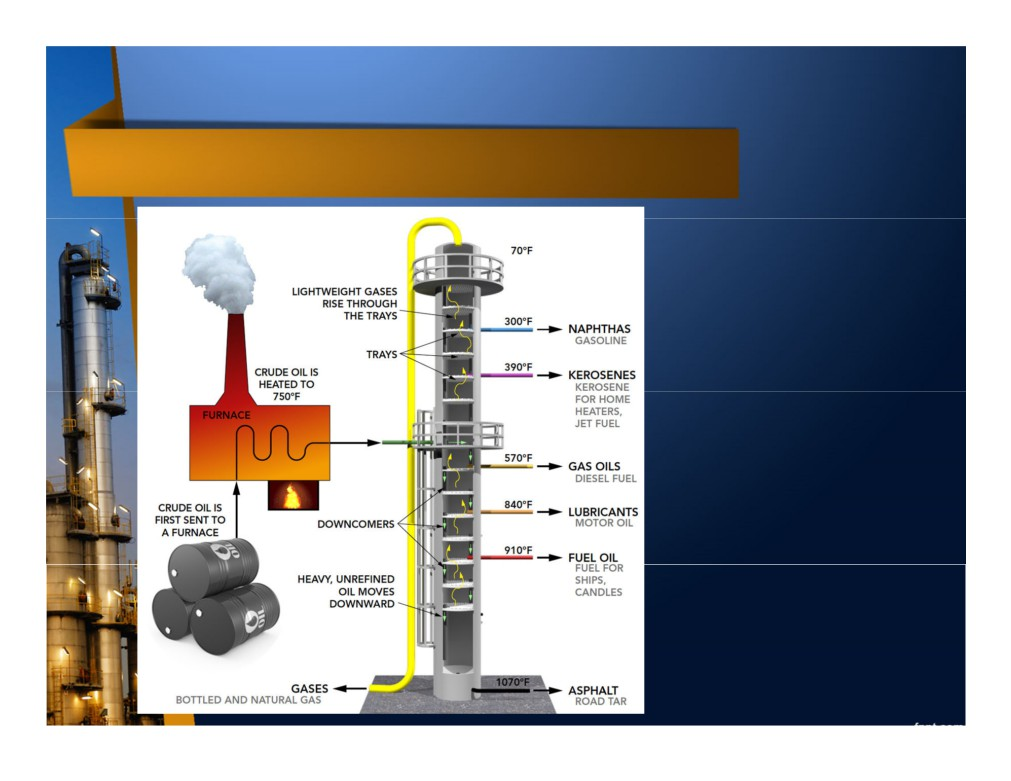 70°F
LIGHTWEIGHT GASES
RISE THROUGH
THE TRAYS
300°F
NAPHTHAS
GASOLINE
TRAYS
390°F
KEROSENES
KEROSENE
FOR HOME
HEATERS,
JET FUEL
CRUDE OIL IS
HEATED TO
750°F
FURNACE
570°F
GAS OILS
DIESEL FUEL
840°F
LUBRICANTS
MOTOR OIL
CRUDE OIL IS
FIRST SENT TO
A FURNACE
DOWNCOMERS
910°F
FUEL OIL
FUEL FOR
SHIPS,
CANDLES
OIL
OIL
HEAVY, UNREFINED
OIL MOVES
DOWNWARD
1070°F
ASPHALT
ROAD TAR
GASES
BOTTLED AND NATURAL GAS